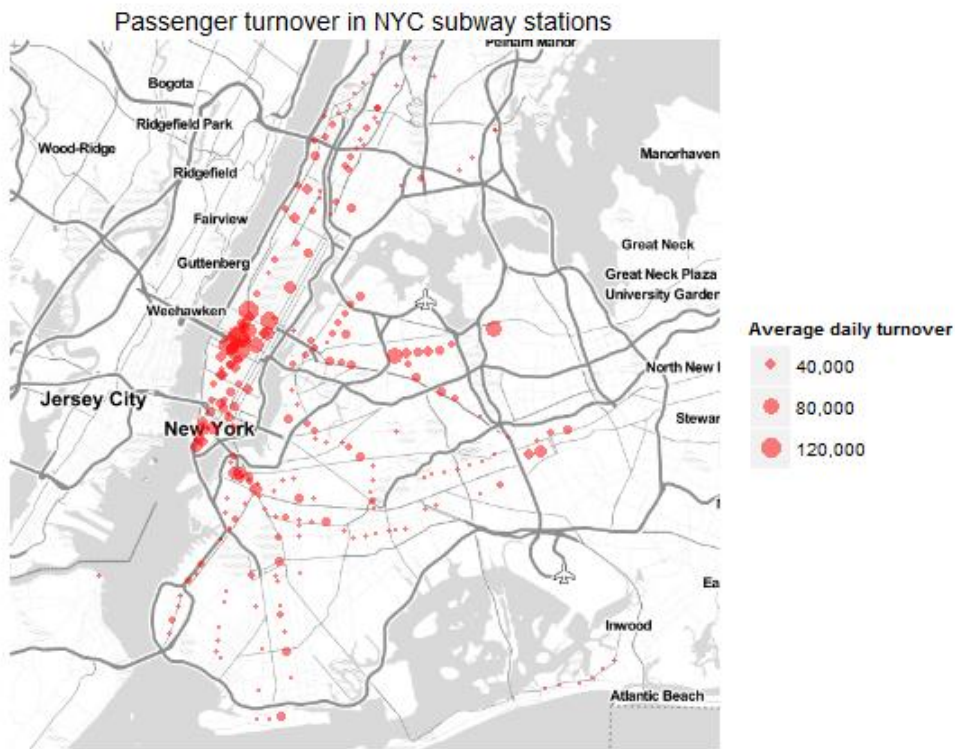 Passenger turnover in NYC subway stations
Pelham Manor
Bogota
Ridgefield Park
Wood-Ridge
Manorhaven
Ridgefield
Fairview
Great Neck
Guttenberg
Great Neck Plaza
University Garden
Weehawken
Average daily turnover
40,000
North New
Jersey City
80,000
Stewar
New York
120,000
Ea
Inwood
Atlantic Beach